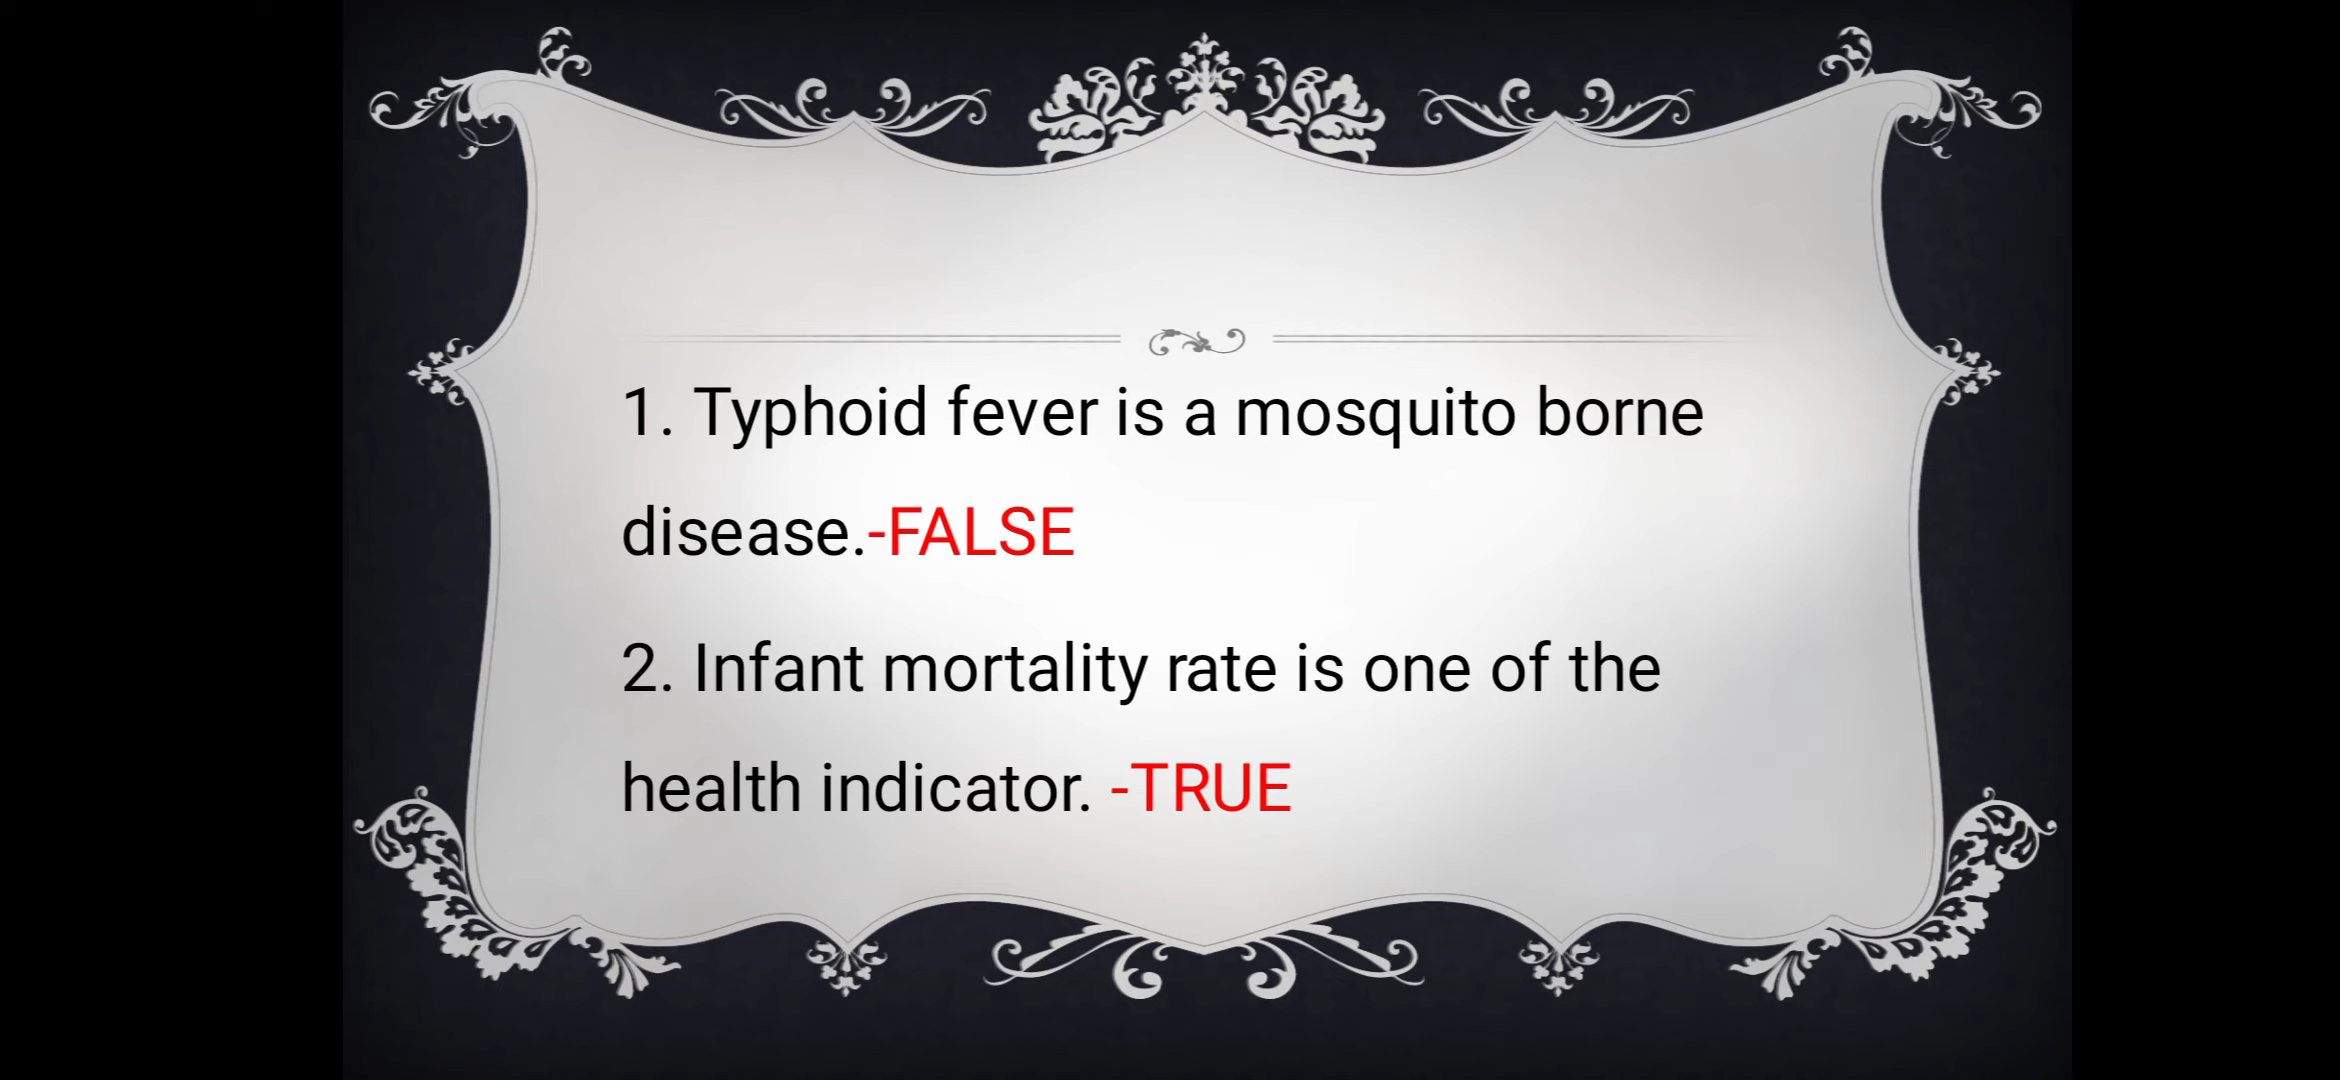 1. Typhoid fever is a mosquito borne
disease.-FALSE
2. Infant mortality rate is one of the
health indicator. -TRUE